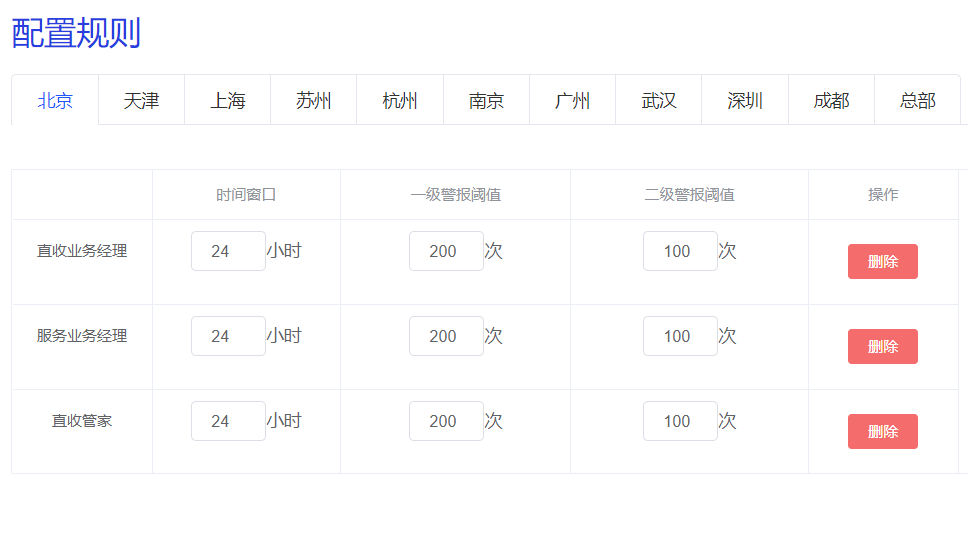 配置规则
北京 天津 上海 苏州 杭州 南京 广州 武汉 深圳 成都 总部
时间窗口 一级警报阈值 二级警报阈值 操作
直收业务经理 24 小时 200 次 100 次 删除
服务业务经理 24 小时 200 次 100 次 删除
直收管家 24 小时 200 次 100 次 删除